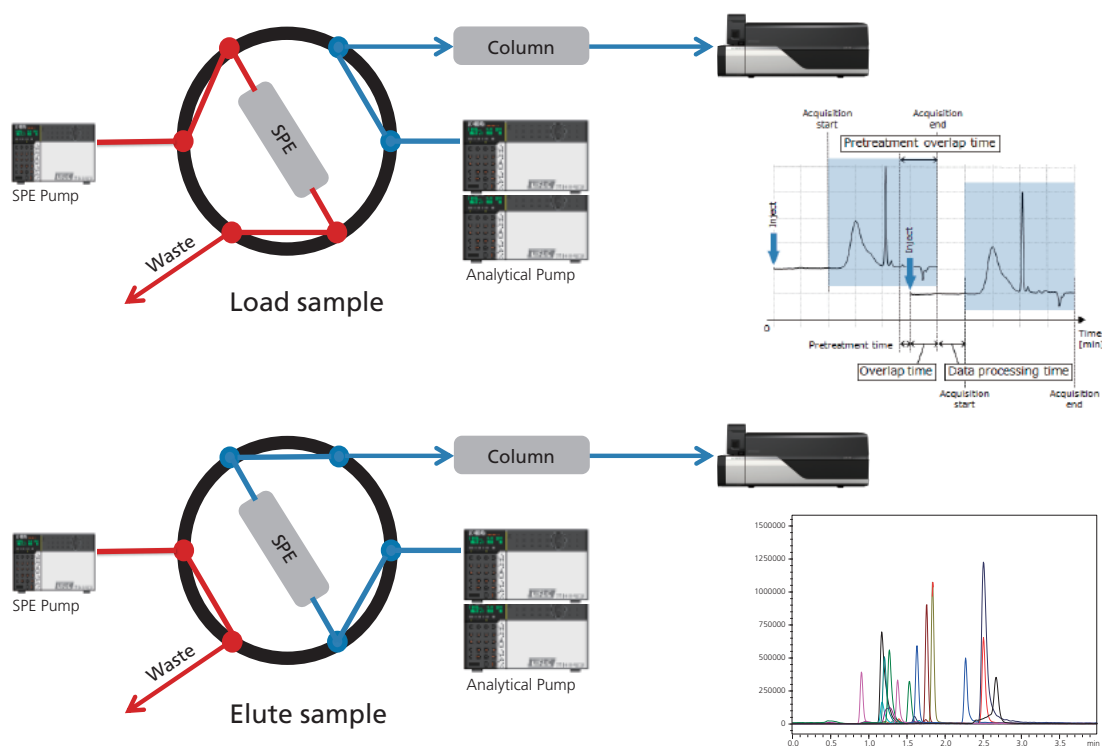 Column
SPE
SPE Pump
Waste
Analytical Pump
Load sample
Acquisition
start
Acquisition
end
Pretreatment overlap time
Inject
Inject
0
Time
[min]
Pretreatment time
Overlap time
Data processing time
Acquisition
start
Acquisition
end
Column
SPE
SPE Pump
Waste
Analytical Pump
Elute sample
1500000
1250000
1000000
750000
500000
250000
0
0.0 0.5 1.0 1.5 2.0 2.5 3.0 3.5 min